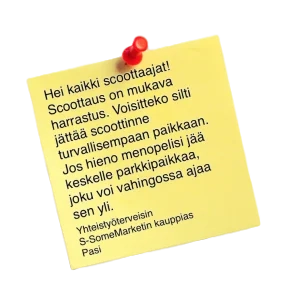 Hei kaikki scoottaajat!
Scoottaus on mukava
harrastus. Voisitteko silti
jättää scoottinne
turvallisempaan paikkaan.
Jos hieno menopelisi jää
keskelle parkkipaikkaa,
joku voi vahingossa ajaa
sen yli.
Yhteistyöterveisin
S-SomeMarketin kauppias
Pasi